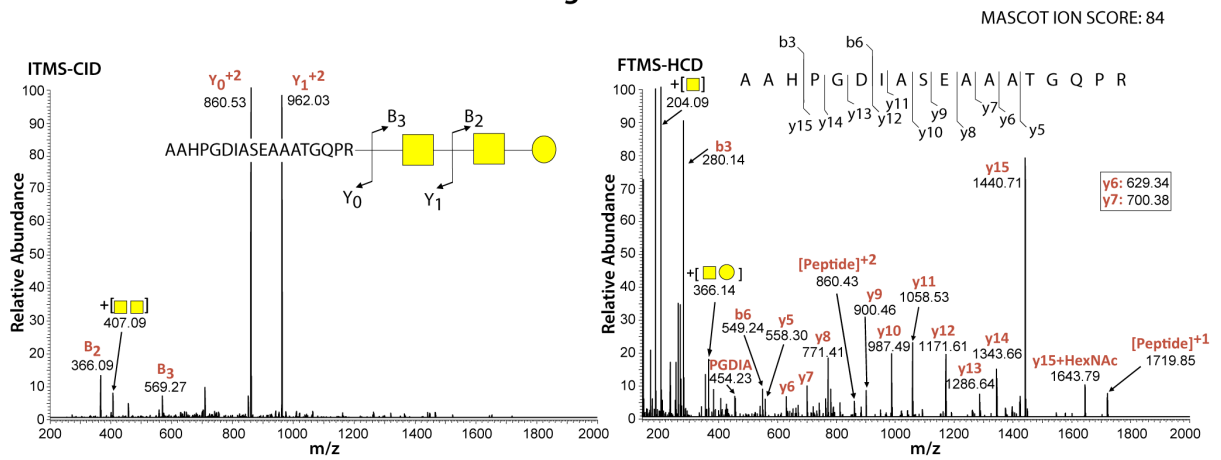 MASCOT ION SCORE: 84
ITMS-CID
Y0+2
860.53
Y1+2
962.03
B3
B2
AAHPGDIASEAAATGQPR
Y0
Y1
+[ ]
407.09
B2
366.09
B3
569.27
Relative Abundance
100
90
80
70
60
50
40
30
20
10
0
200
400
600
800
1000
1200
1400
1600
1800
2000
m/z
FTMS-HCD
b3
b6
A A H P G D I A S E A A A T G Q P R
y15
y14
y13
y12
y11
y10
y9
y8
y7
y6
y5
+[ ]
204.09
b3
280.14
y15
1440.71
y6: 629.34
y7: 700.38
+[ ]
366.14
[Peptide]+2
860.43
y9
900.46
y11
1058.53
b6
549.24
y5
558.30
y8
771.41
y10
987.49
y12
1171.61
y14
1343.66
y13
1286.64
y15+HexNAc
1643.79
[Peptide]+1
1719.85
PGDIA
454.23
y6
y7
Relative Abundance
100
90
80
70
60
50
40
30
20
10
0
200
400
600
800
1000
1200
1400
1600
1800
2000
m/z